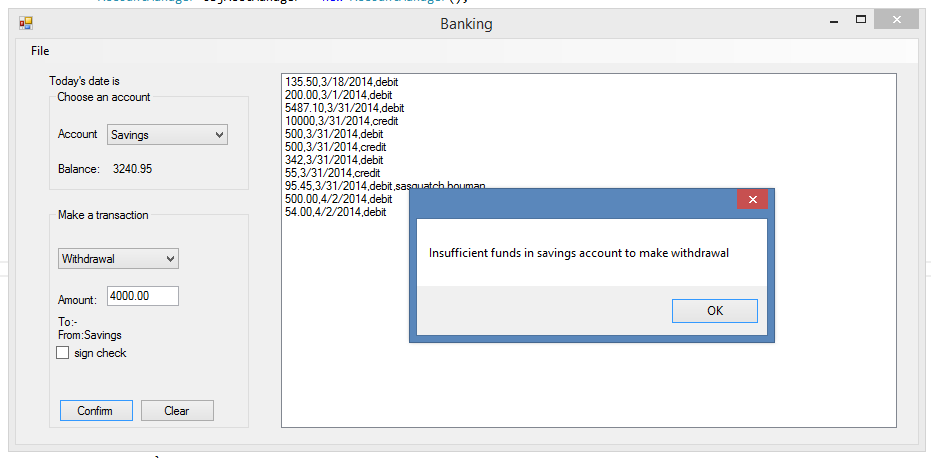 Banking
File
Today's date is
Choose an account
Account Savings
Balance: 3240.95
Make a transaction
Withdrawal
Amount: 4000.00
To:-
From:Savings
sign check
Confirm Clear
135.50,3/18/2014,debit
200.00,3/1/2014,debit
5487.10,3/31/2014,debit
10000,3/31/2014,credit
500,3/31/2014,debit
500,3/31/2014,credit
342,3/31/2014,debit
55,3/31/2014,credit
95.45,3/31/2014,debit,sasquatch bouman
500.00,4/2/2014,debit
54.00,4/2/2014,debit
Insufficient funds in savings account to make withdrawal
OK